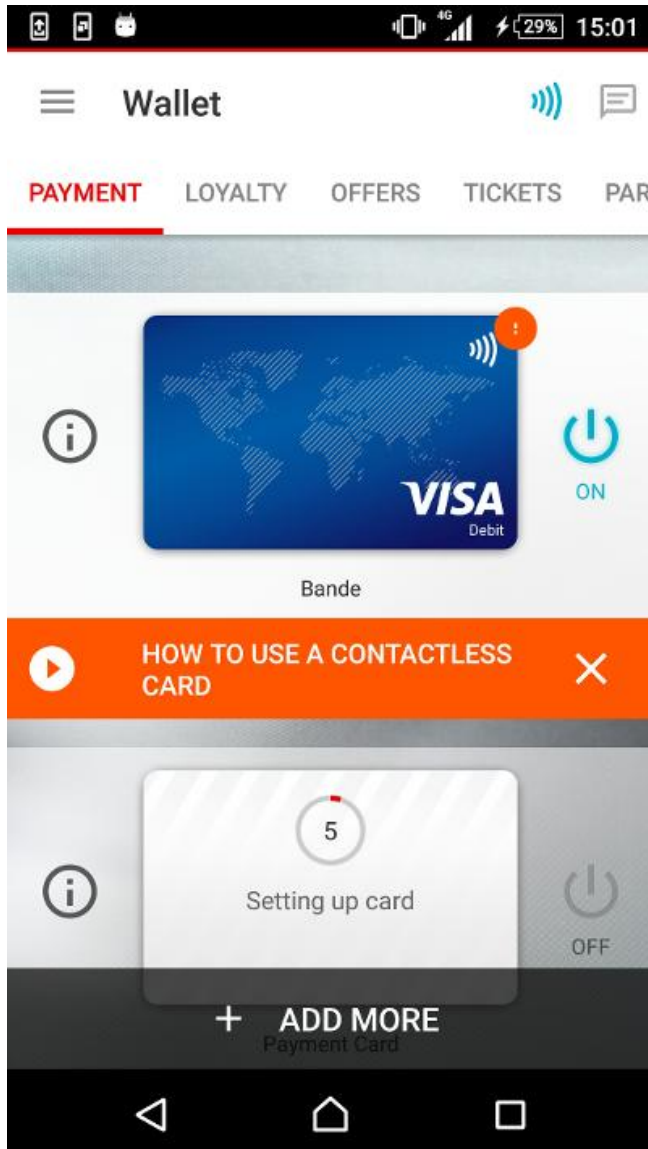 4G 29% 15:01
Wallet
PAYMENT LOYALTY OFFERS TICKETS PAR
VISA
Debit
ON
Bande
HOW TO USE A CONTACTLESS
CARD
5
Setting up card
OFF
+ ADD MORE
Payment Card